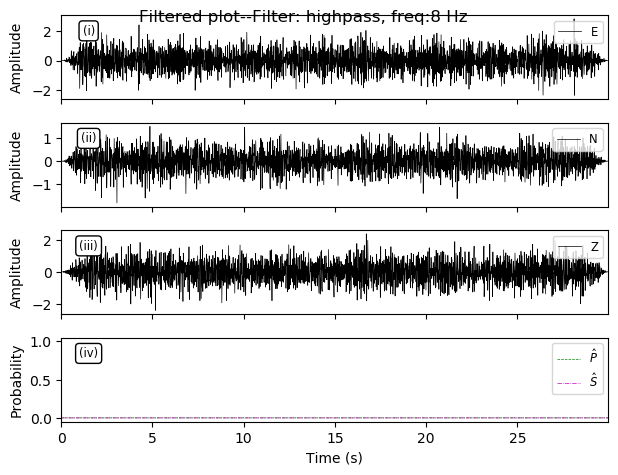 Filtered plot--Filter: highpass, freq:8 Hz
(i)
E
2
0
−2
Amplitude
(ii)
N
1
0
−1
Amplitude
(iii)
Z
2
0
−2
Amplitude
(iv)
P̂
Ŝ
1.0
0.5
0.0
Probability
0 5 10 15 20 25
Time (s)